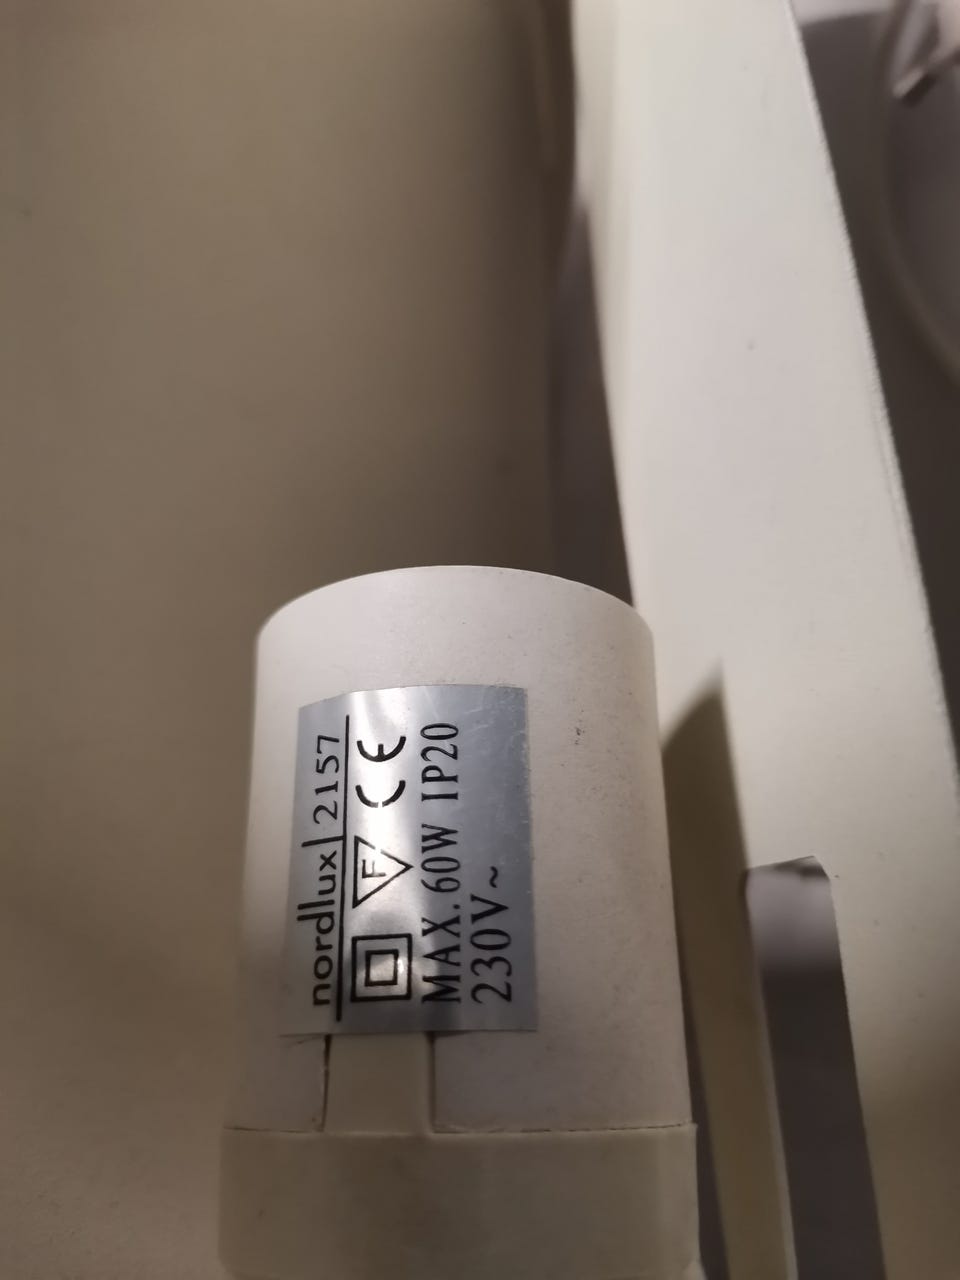 nordlux | 2157
F CE
MAX. 60W IP20
230V~